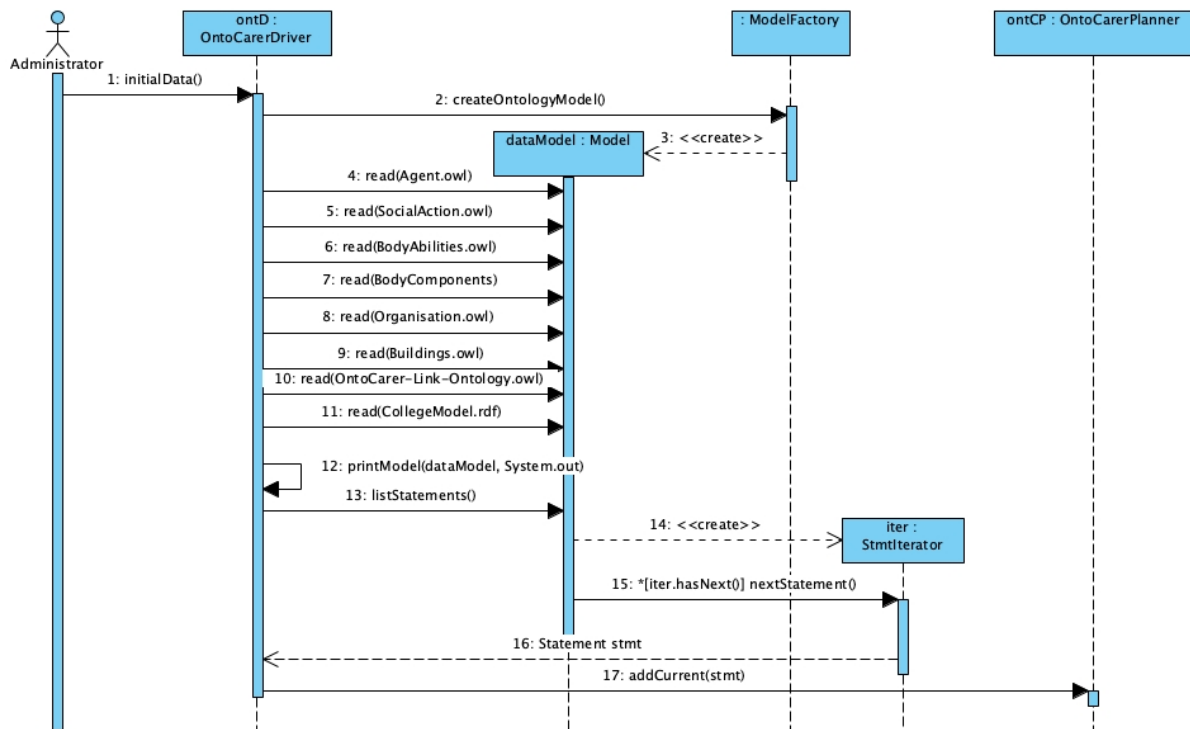 ontD :
OntoCarerDriver
: ModelFactory
ontCP : OntoCarerPlanner
Administrator
1: initialData()
2: createOntologyModel()
dataModel : Model
3: <<create>>
4: read(Agent.owl)
5: read(SocialAction.owl)
6: read(BodyAbilities.owl)
7: read(BodyComponents)
8: read(Organisation.owl)
9: read(Buildings.owl)
10: read(OntoCarer-Link-Ontology.owl)
11: read(CollegeModel.rdf)
12: printModel(dataModel, System.out)
13: listStatements()
14: <<create>>
iter :
StmtIterator
15: *[iter.hasNext()] nextStatement()
16: Statement stmt
17: addCurrent(stmt)